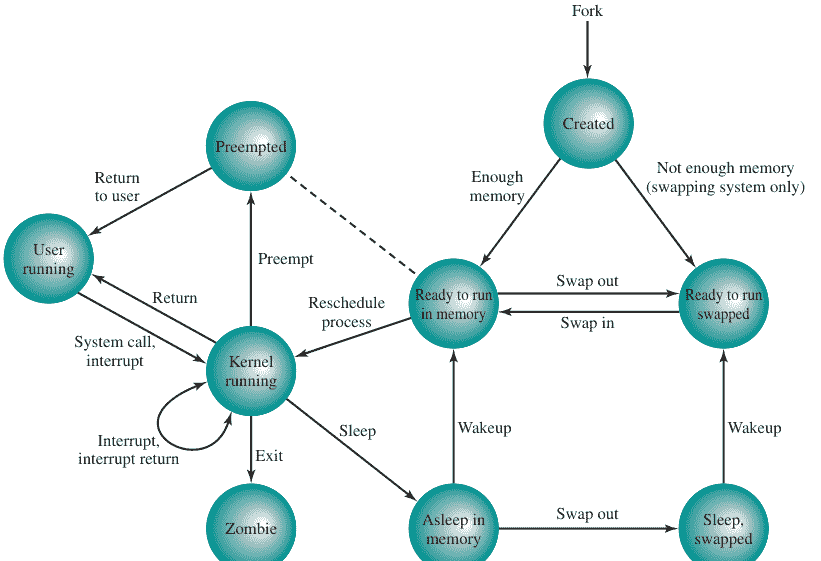 Fork
Created
Preempted
Enough
memory
Not enough memory
(swapping system only)
Return
to user
User
running
Preempt
Return
Reschedule
process
Ready to run
in memory
Swap out
Swap in
Ready to run
swapped
System call,
interrupt
Kernel
running
Interrupt,
interrupt return
Sleep
Wakeup
Wakeup
Exit
Zombie
Asleep in
memory
Swap out
Sleep,
swapped